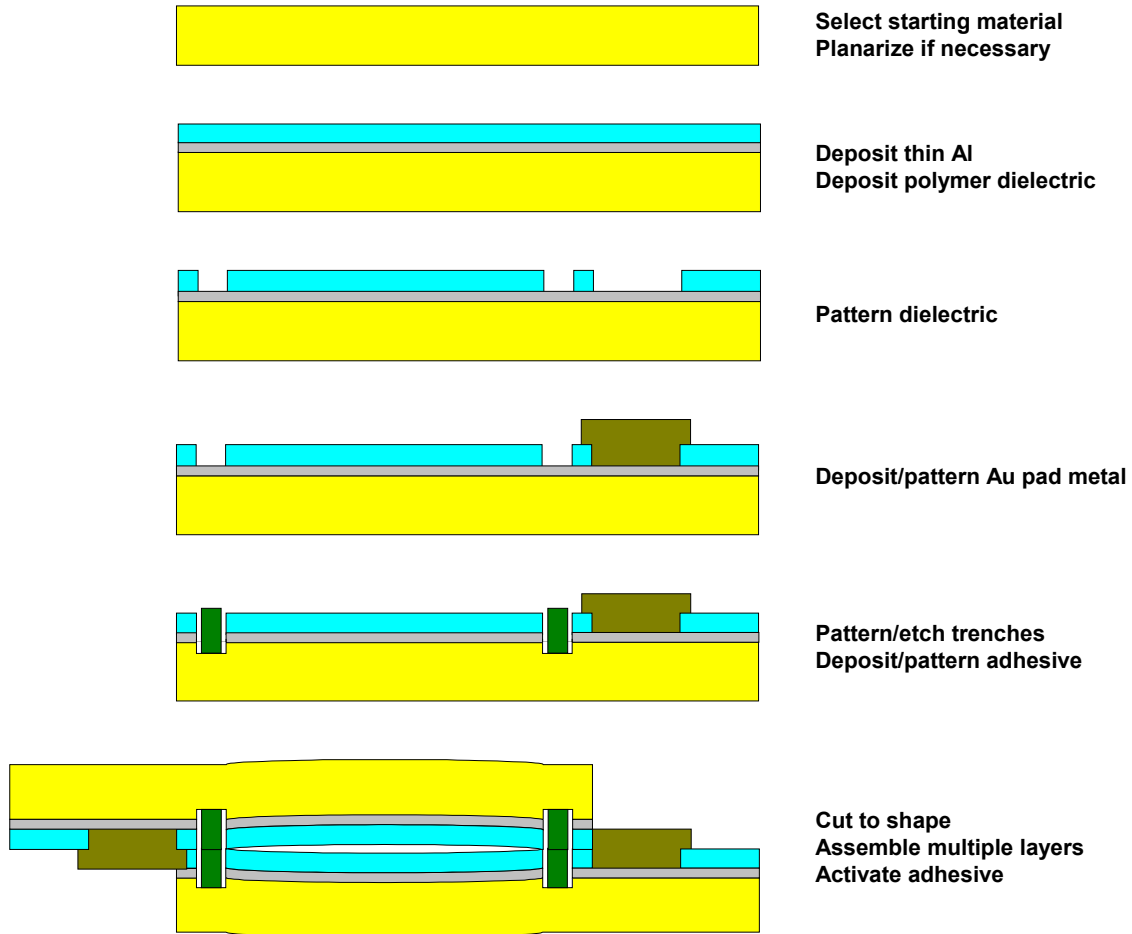 Select starting material
Planarize if necessary
Deposit thin Al
Deposit polymer dielectric
Pattern dielectric
Deposit/pattern Au pad metal
Pattern/etch trenches
Deposit/pattern adhesive
Cut to shape
Assemble multiple layers
Activate adhesive